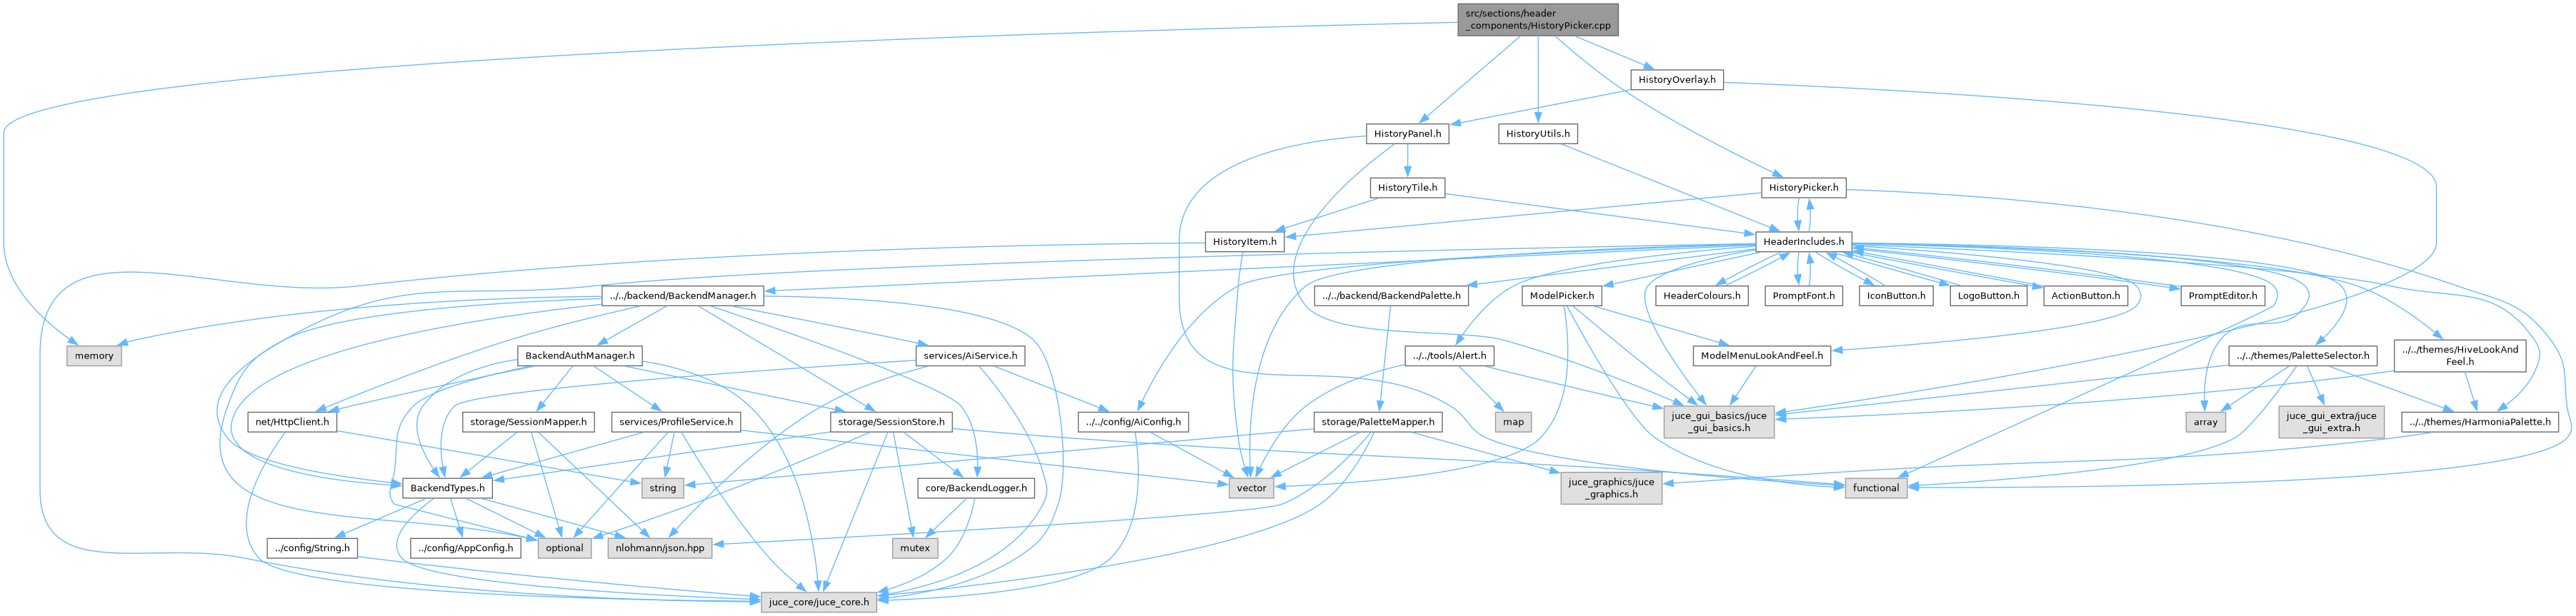 src/sections/header
_components/HistoryPicker.cpp
HistoryOverlay.h
HistoryPanel.h
HistoryUtils.h
HistoryTile.h
HistoryPicker.h
HistoryItem.h
HeaderIncludes.h
../../backend/BackendManager.h
../../backend/BackendPalette.h
ModelPicker.h
HeaderColours.h
PromptFont.h
IconButton.h
LogoButton.h
ActionButton.h
PromptEditor.h
memory
BackendAuthManager.h
services/AiService.h
../../tools/Alert.h
ModelMenuLookAndFeel.h
../../themes/PaletteSelector.h
../../themes/HiveLookAnd
Feel.h
net/HttpClient.h
storage/SessionMapper.h
services/ProfileService.h
storage/SessionStore.h
../../config/AiConfig.h
storage/PaletteMapper.h
map
juce_gui_basics/juce
_gui_basics.h
array
juce_gui_extra/juce
_gui_extra.h
../../themes/HarmoniaPalette.h
BackendTypes.h
string
core/BackendLogger.h
vector
juce_graphics/juce
_graphics.h
functional
../config/String.h
../config/AppConfig.h
optional
nlohmann/json.hpp
mutex
juce_core/juce_core.h